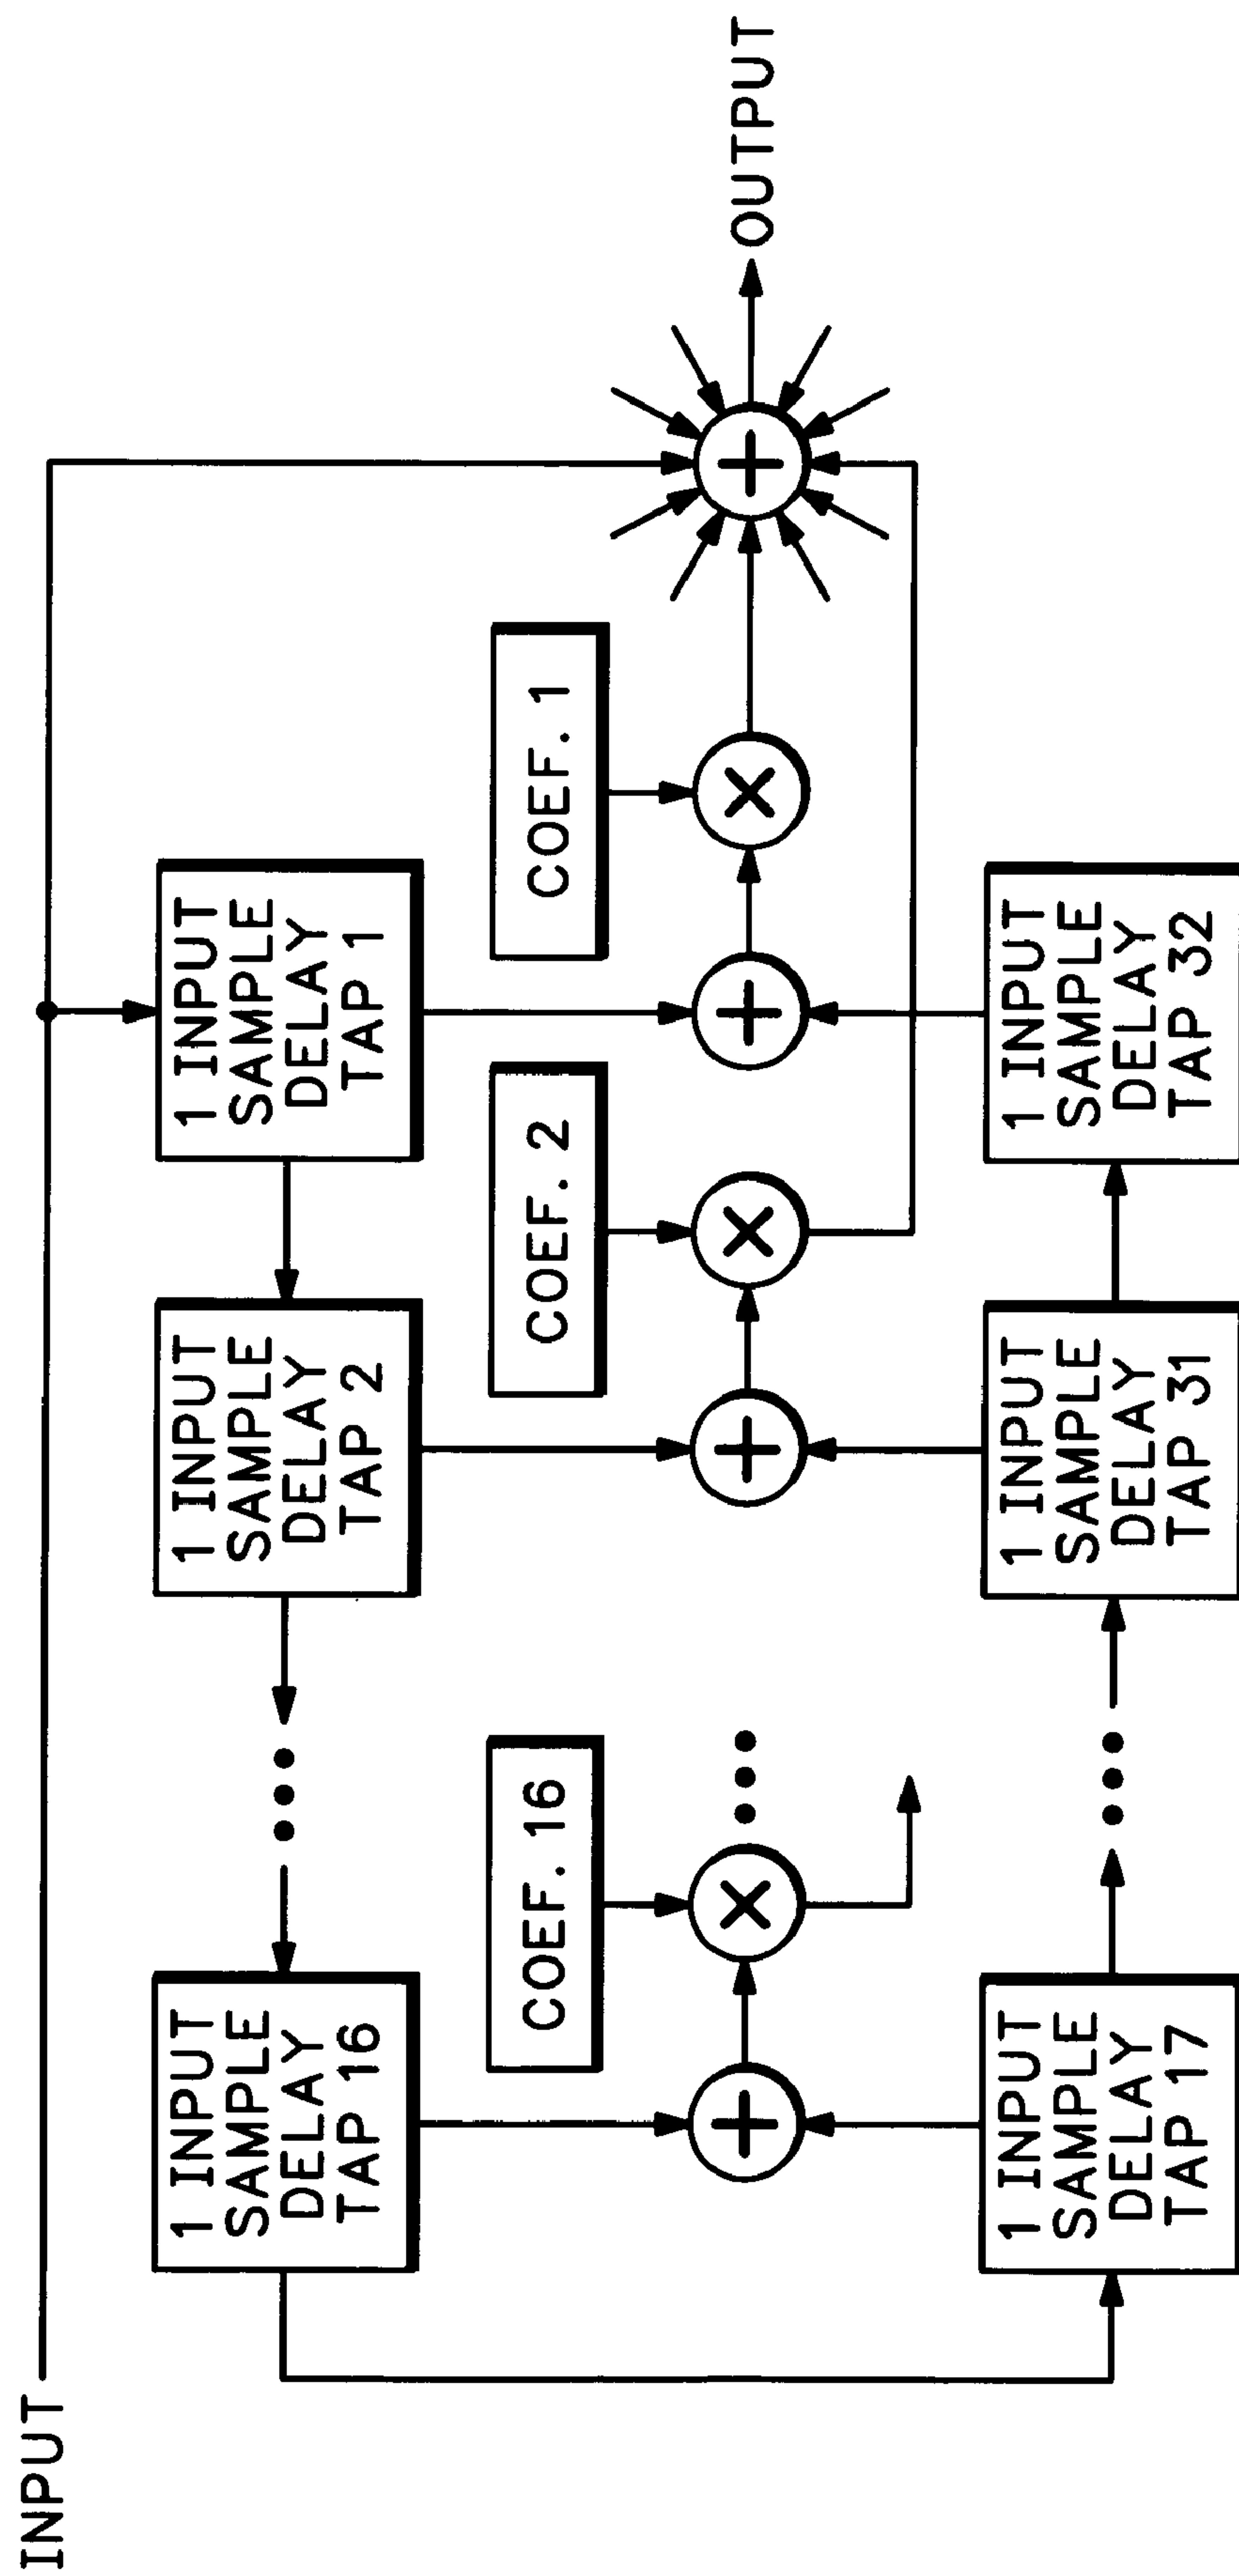 INPUT
1 INPUT
SAMPLE
DELAY
TAP 16
1 INPUT
SAMPLE
DELAY
TAP 2
1 INPUT
SAMPLE
DELAY
TAP 1
COEF. 16
COEF. 2
COEF. 1
OUTPUT
1 INPUT
SAMPLE
DELAY
TAP 17
1 INPUT
SAMPLE
DELAY
TAP 31
1 INPUT
SAMPLE
DELAY
TAP 32